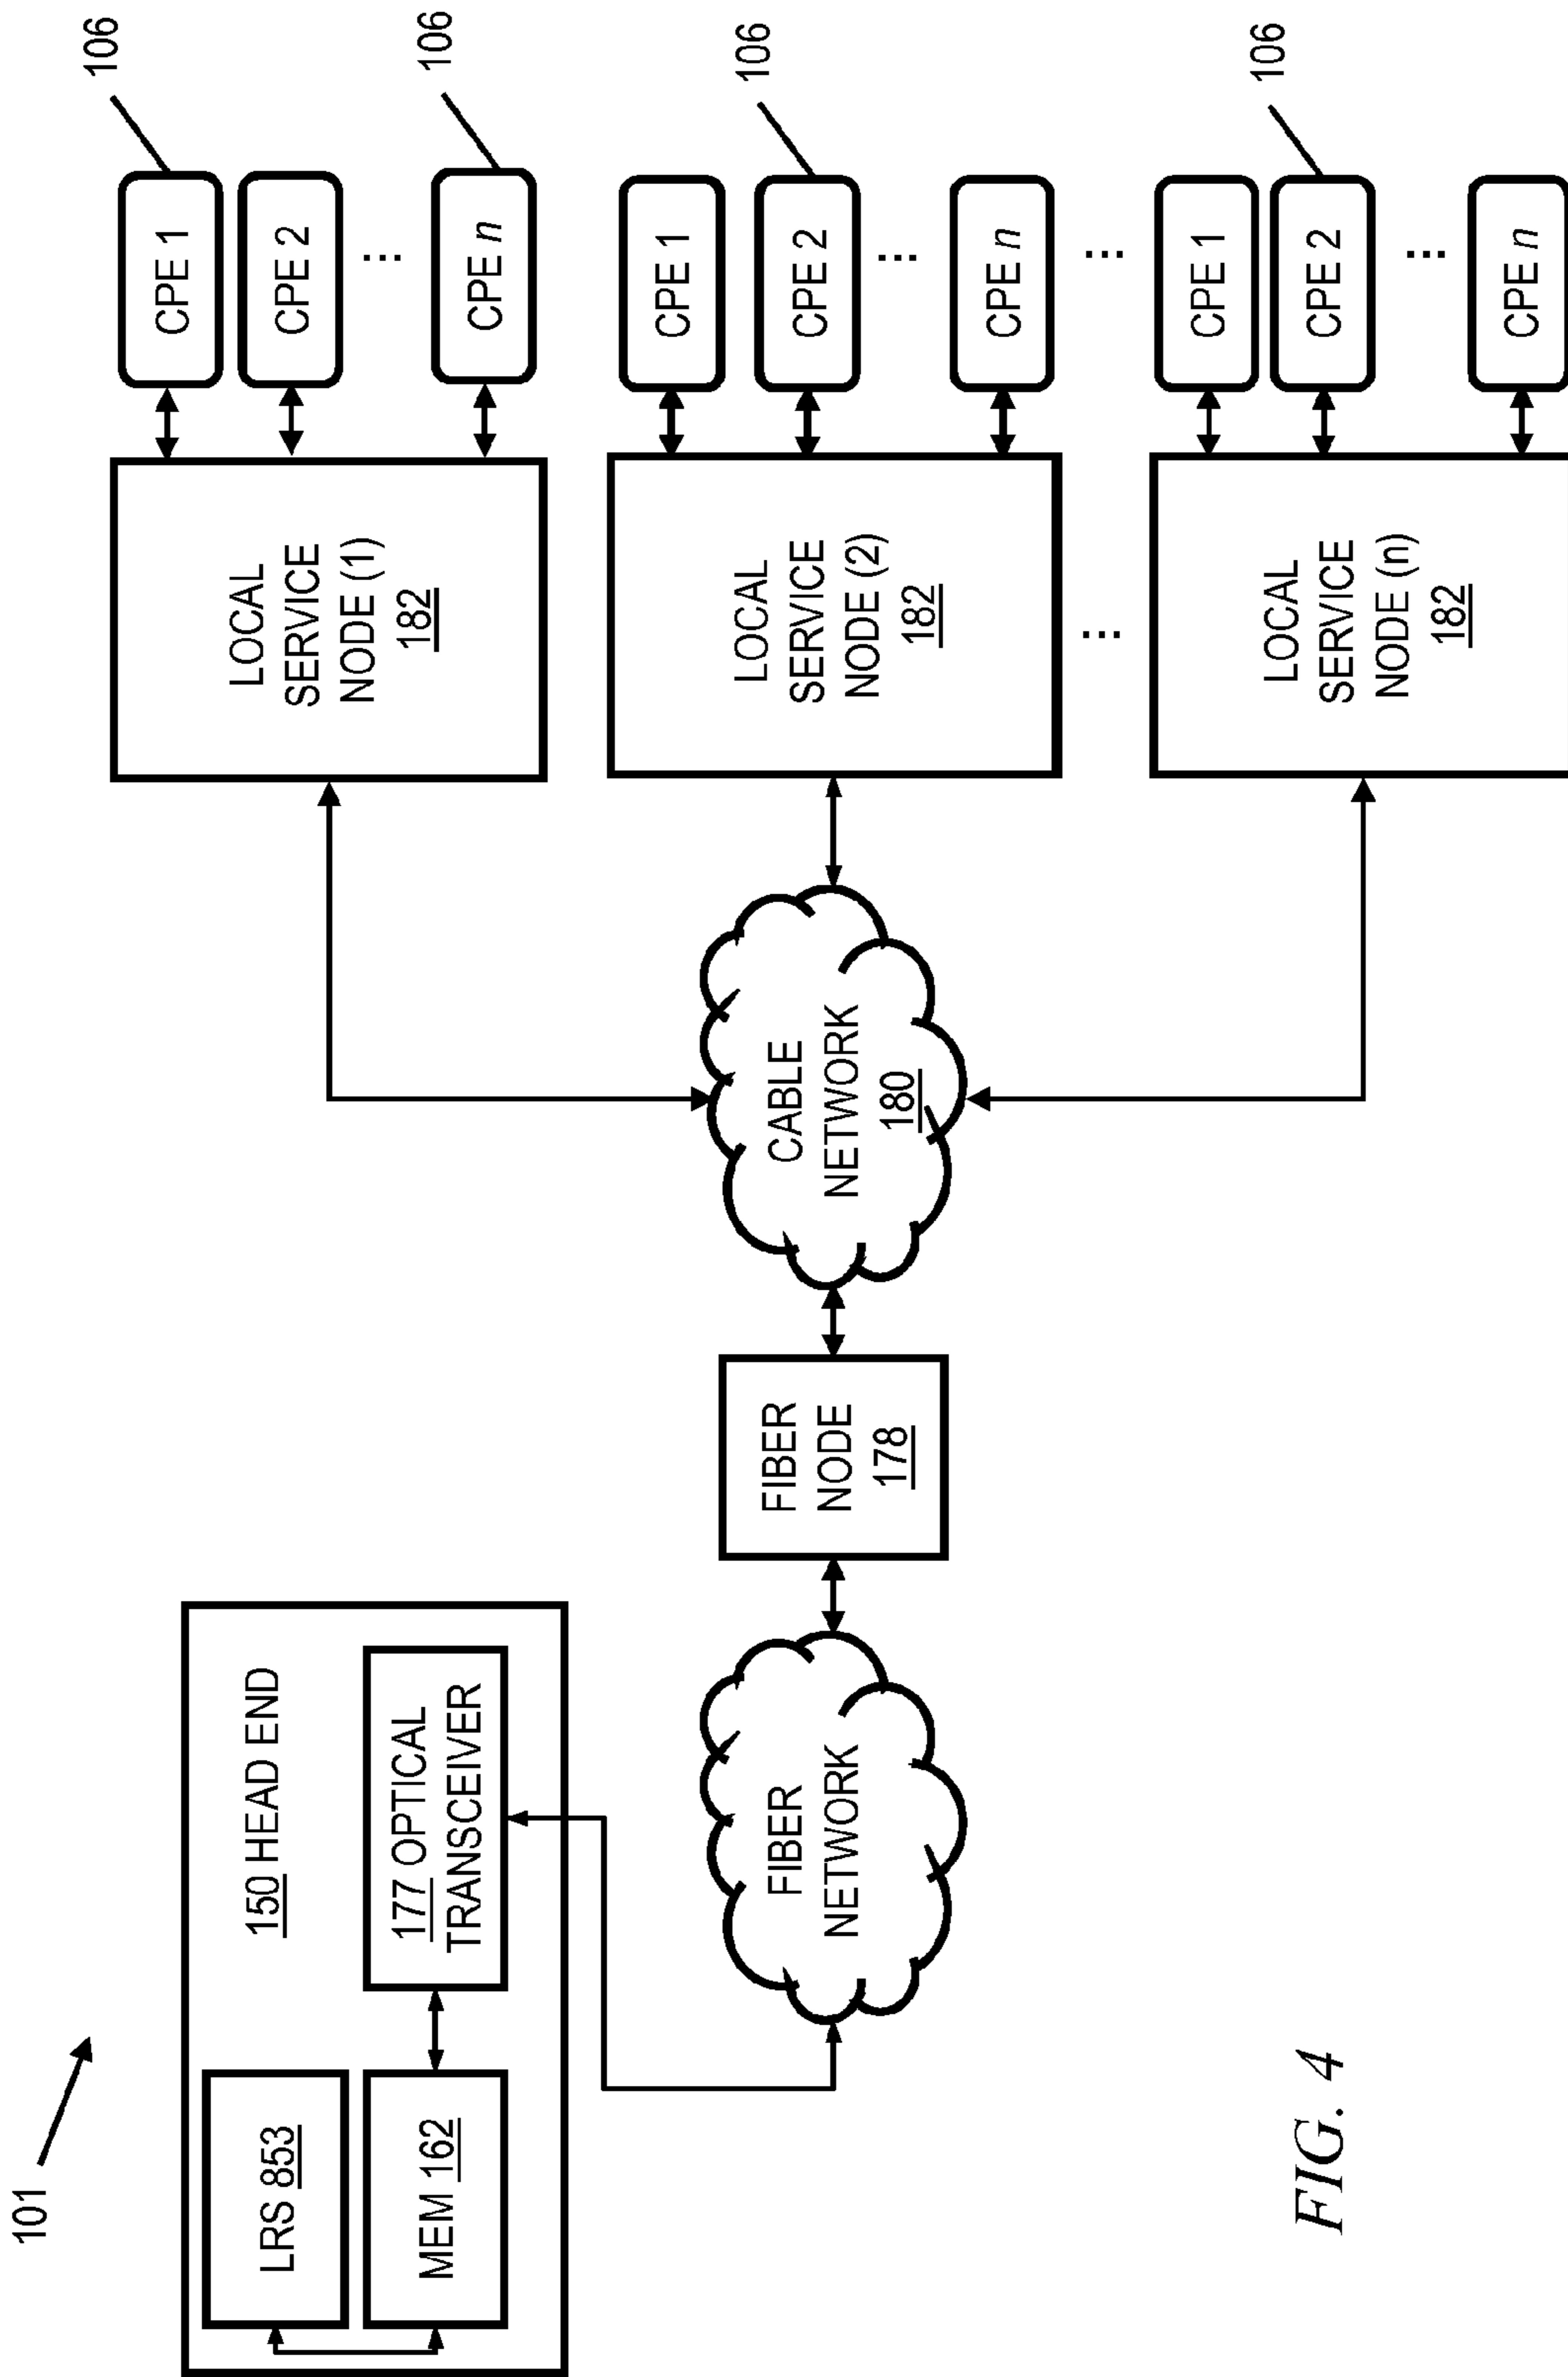 101
150 HEAD END
LRS 853
MEM 162
177 OPTICAL
TRANSCEIVER
FIBER
NETWORK
FIBER
NODE
178
CABLE
NETWORK
180
LOCAL
SERVICE
NODE (1)
182
CPE 1
106
CPE 2
...
CPE n
106
LOCAL
SERVICE
NODE (2)
182
CPE 1
CPE 2
106
...
CPE n
...
...
LOCAL
SERVICE
NODE (n)
182
CPE 1
CPE 2
106
...
CPE n
FIG. 4